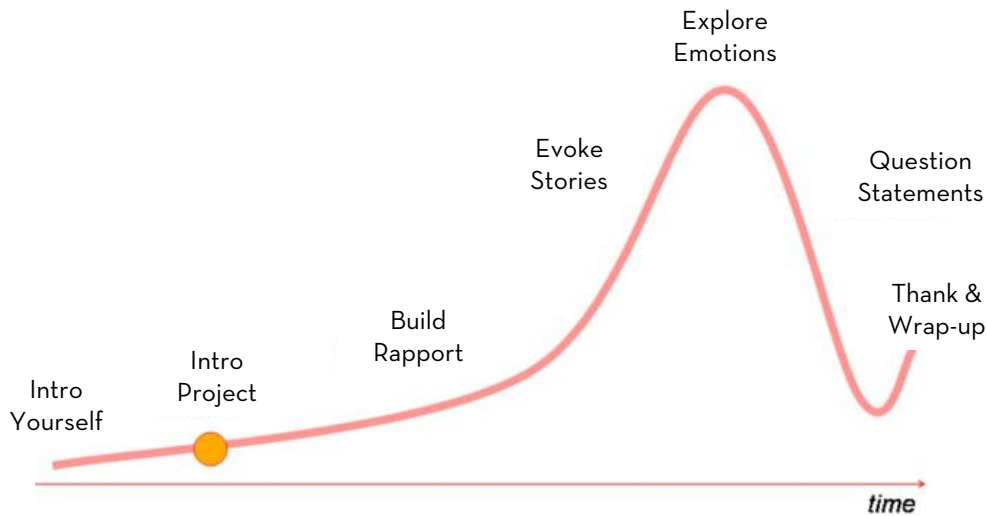 Intro
Yourself
Intro
Project
Build
Rapport
Evoke
Stories
Explore
Emotions
Question
Statements
Thank &
Wrap-up
time